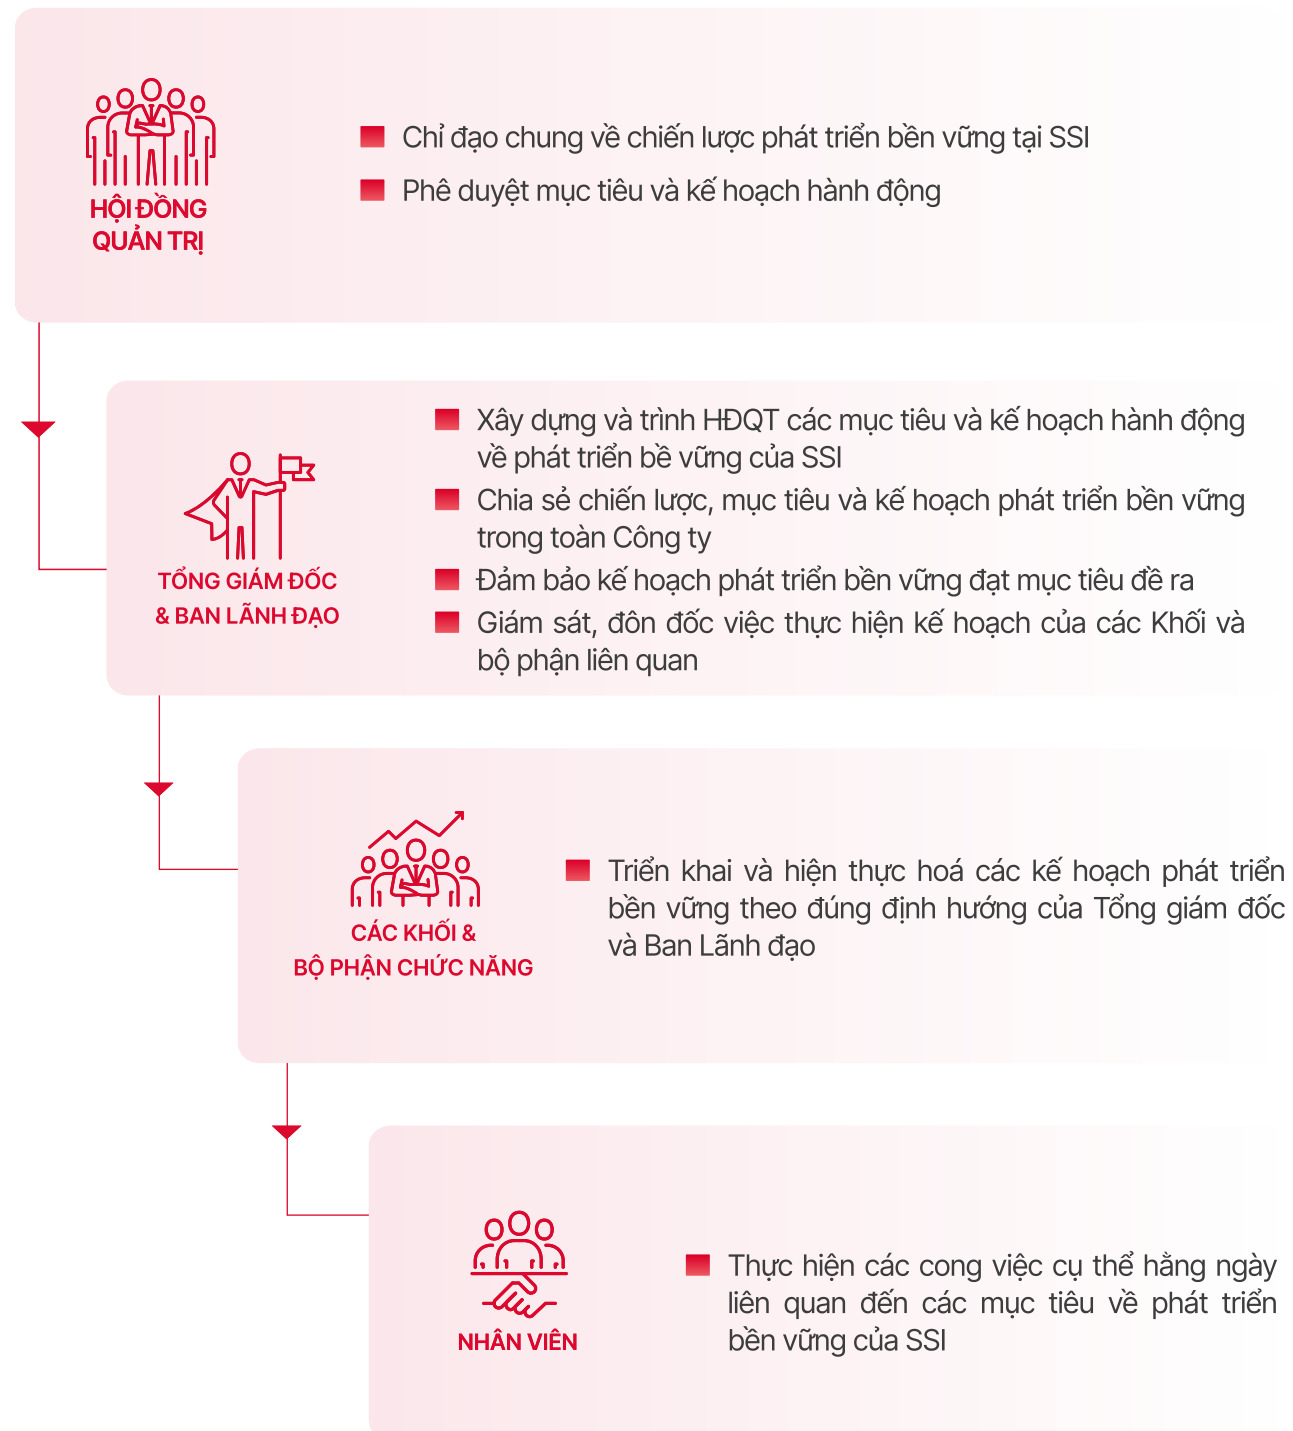 HỘI ĐỒNG
QUẢN TRỊ
Chỉ đạo chung về chiến lược phát triển bền vững tại SSI
Phê duyệt mục tiêu và kế hoạch hành động
TỔNG GIÁM ĐỐC
& BAN LÃNH ĐẠO
Xây dựng và trình HĐQT các mục tiêu và kế hoạch hành động
về phát triển bề vững của SSI
Chia sẻ chiến lược, mục tiêu và kế hoạch phát triển bền vững
trong toàn Công ty
Đảm bảo kế hoạch phát triển bền vững đạt mục tiêu đề ra
Giám sát, đôn đốc việc thực hiện kế hoạch của các Khối và
bộ phận liên quan
CÁC KHỐI &
BỘ PHẬN CHỨC NĂNG
Triển khai và hiện thực hoá các kế hoạch phát triển
bền vững theo đúng định hướng của Tổng giám đốc
và Ban Lãnh đạo
NHÂN VIÊN
Thực hiện các cong việc cụ thể hằng ngày
liên quan đến các mục tiêu về phát triển
bền vững của SSI